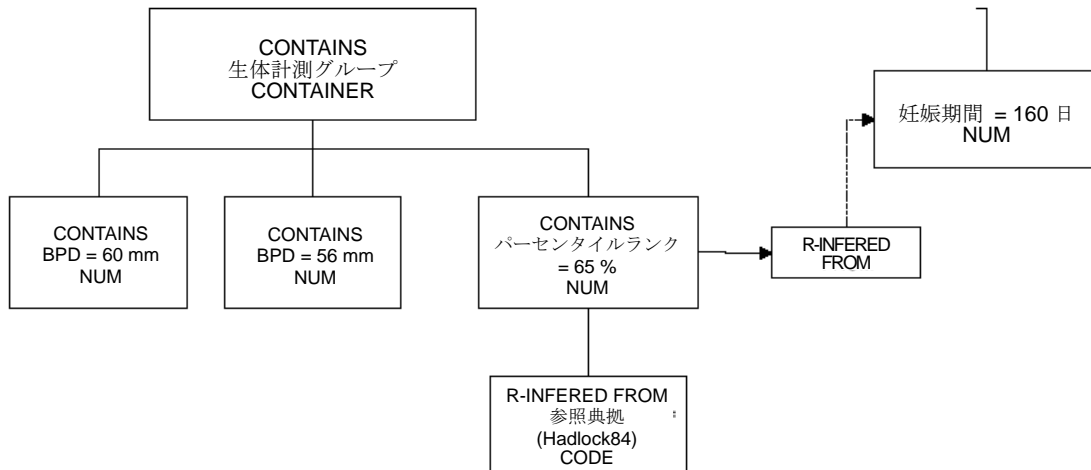 CONTAINS
生体計測グループ
CONTAINER
妊娠期間 = 160 日
NUM
CONTAINS
BPD = 60 mm
NUM
CONTAINS
BPD = 56 mm
NUM
CONTAINS
パーセンタイルランク
= 65 %
NUM
R-INFERED
FROM
R-INFERED FROM
参照典拠
(Hadlock84)
CODE